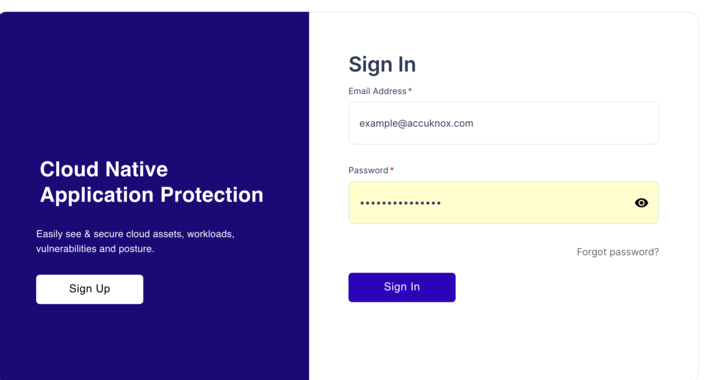 Cloud Native
Application Protection
Easily see & secure cloud assets, workloads,
vulnerabilities and posture.
Sign Up
Sign In
Email Address*
example@accuknox.com
Password*
•••••••••••••••
Forgot password?
Sign In